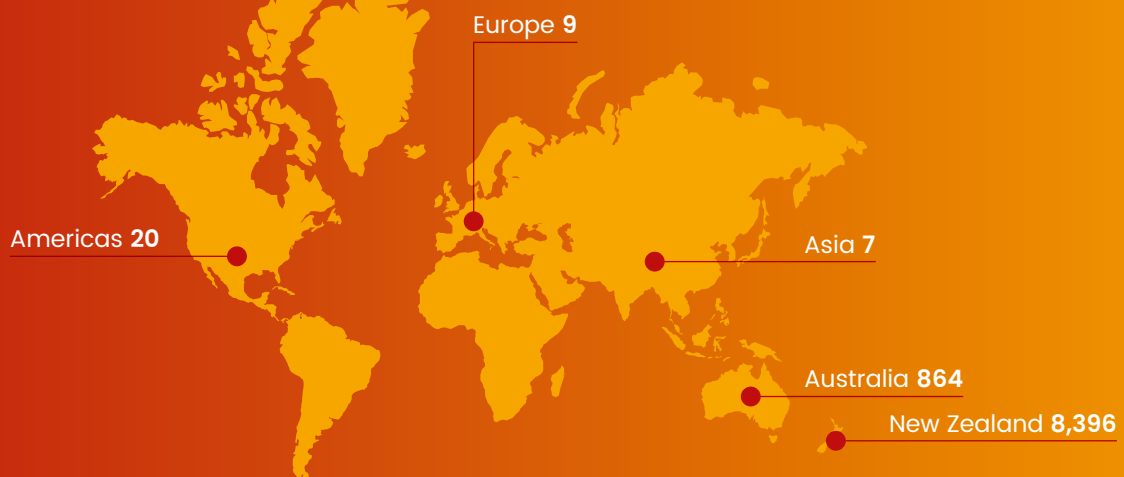 Europe 9
Americas 20
Asia 7
Australia 864
New Zealand 8,396